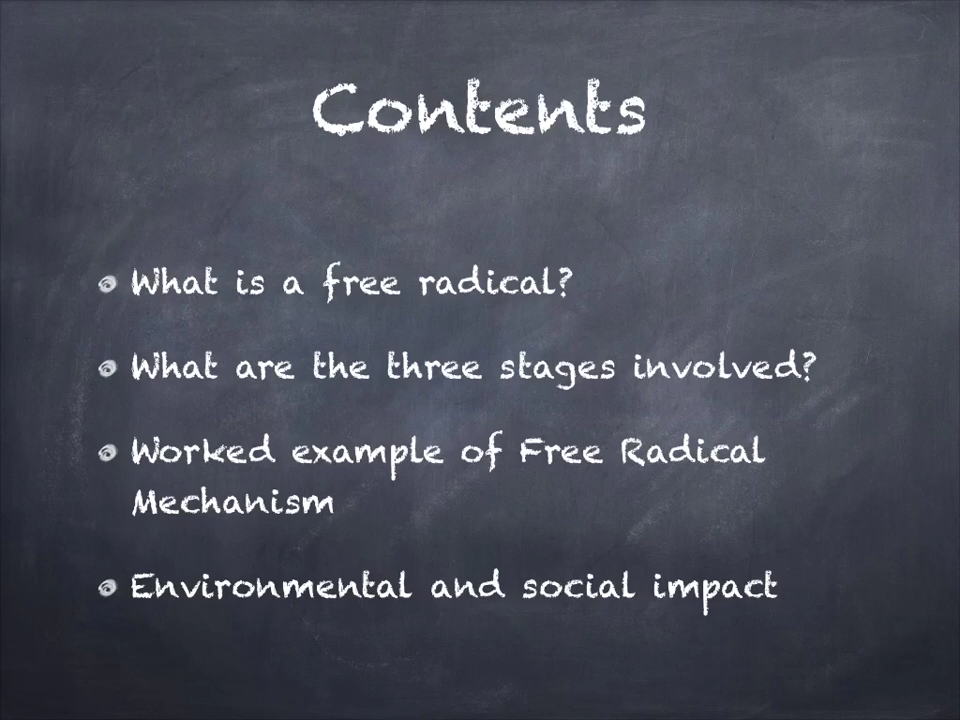 Contents
What is a free radical?
What are the three stages involved?
Worked example of Free Radical
Mechanism
Environmental and social impact